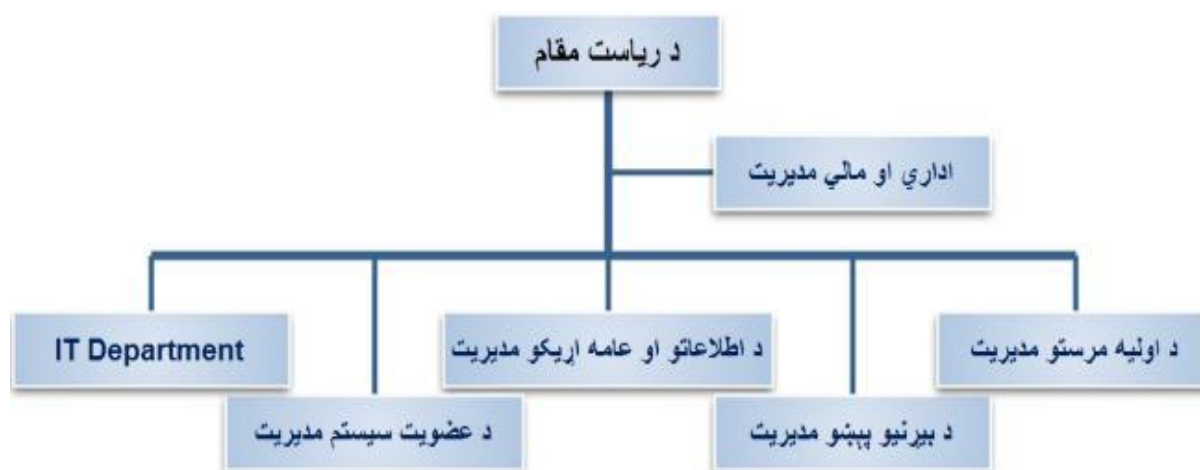 د ریاست مقام
اداري او مالي مدیریت
د اولیه مرستو مدیریت
د اطلاعاتو او عامه اړیکو مدیریت
IT Department
د بیړنیو پېښو مدیریت
د عضویت سیستم مدیریت